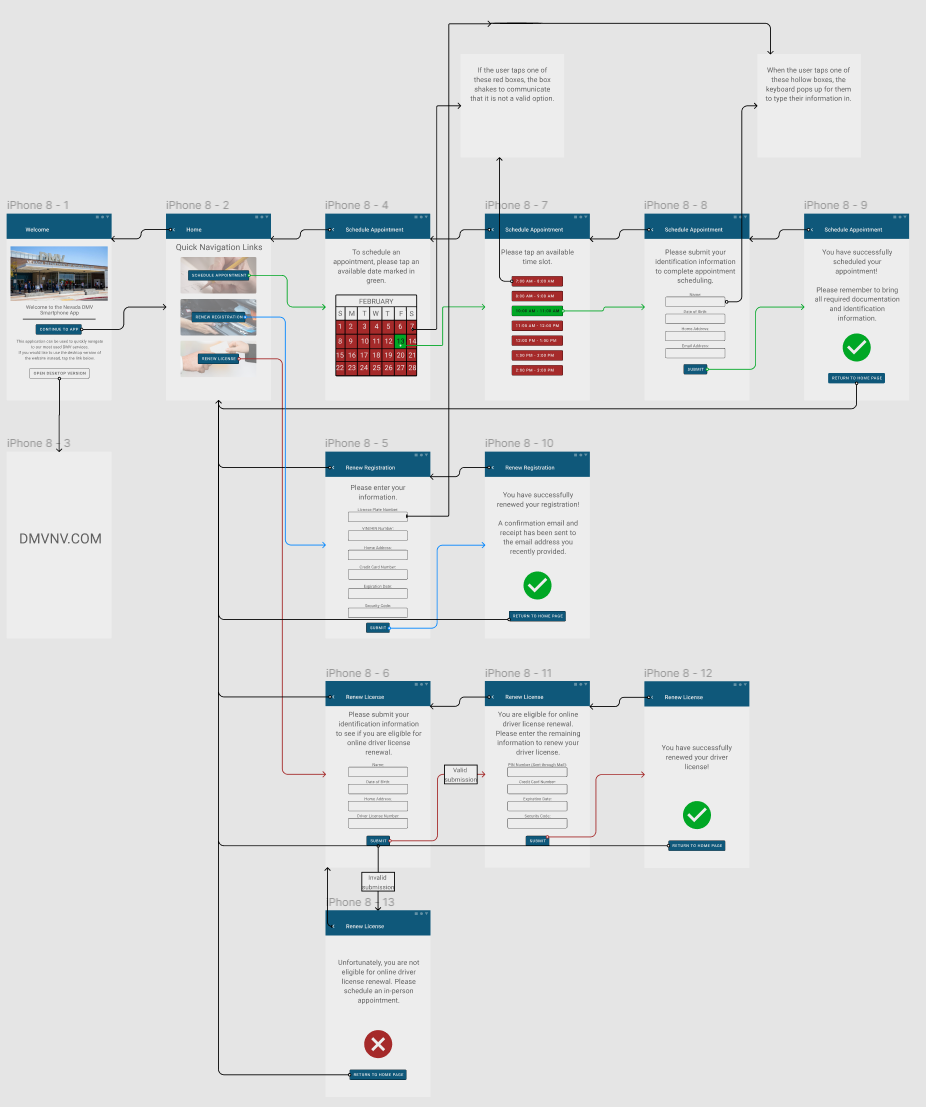 If the user taps one of
these red boxes, the box
shakes to communicate
that it is not a valid option.
When the user taps one of
these hollow boxes, the
keyboard pops up for them
to type their information in.
iPhone 8 - 1
Welcome
Welcome to the Nevada DMV
Smartphone App
CONTINUE TO APP
This application can be used to quickly navigate
to our most used DMV services.
If you would like to use the desktop version of
the website instead, tap the link below.
OPEN DESKTOP VERSION
iPhone 8 - 2
Home
Quick Navigation Links
SCHEDULE APPOINTMENT
RENEW REGISTRATION
RENEW LICENSE
iPhone 8 - 4
Schedule Appointment
To schedule an
appointment, please tap an
available date marked in
green.
FEBRUARY
S M T W T F S
1 2 3 4 5 6 7
8 9 10 11 12 13 14
15 16 17 18 19 20 21
22 23 24 25 26 27 28
iPhone 8 - 7
Schedule Appointment
Please tap an available
time slot.
7:00 AM - 8:00 AM
8:00 AM - 9:00 AM
10:00 AM - 11:00 AM
11:00 AM - 12:00 PM
12:00 PM - 1:00 PM
1:00 PM - 2:00 PM
2:00 PM - 3:00 PM
iPhone 8 - 8
Schedule Appointment
Please submit your
identification information
to complete appointment
scheduling.
Name:
Date of Birth:
Home Address:
Email Address:
SUBMIT
iPhone 8 - 9
Schedule Appointment
You have successfully
scheduled your
appointment!
Please remember to bring
all required documentation
and identification
information.
RETURN TO HOME PAGE
iPhone 8 - 3
DMVNV.COM
iPhone 8 - 5
Renew Registration
Please enter your
information.
License Plate Number:
VIN/HIN Number:
Home Address:
Credit Card Number:
Expiration Date:
Security Code:
SUBMIT
iPhone 8 - 10
Renew Registration
You have successfully
renewed your registration!
A confirmation email and
receipt has been sent to
the email address you
recently provided.
RETURN TO HOME PAGE
iPhone 8 - 6
Renew License
Please submit your
identification information
to see if you are eligible for
online driver license
renewal.
Name:
Date of Birth:
Home Address:
Driver License Number:
SUBMIT
Valid
submission
iPhone 8 - 11
Renew License
You are eligible for online
driver license renewal.
Please enter the remaining
information to renew your
driver license.
PIN Number (Sent through Mail):
Credit Card Number:
Expiration Date:
Security Code:
SUBMIT
iPhone 8 - 12
Renew License
You have successfully
renewed your driver
license!
RETURN TO HOME PAGE
Invalid
submission
iPhone 8 - 13
Renew License
Unfortunately, you are not
eligible for online driver
license renewal. Please
schedule an in-person
appointment.
RETURN TO HOME PAGE